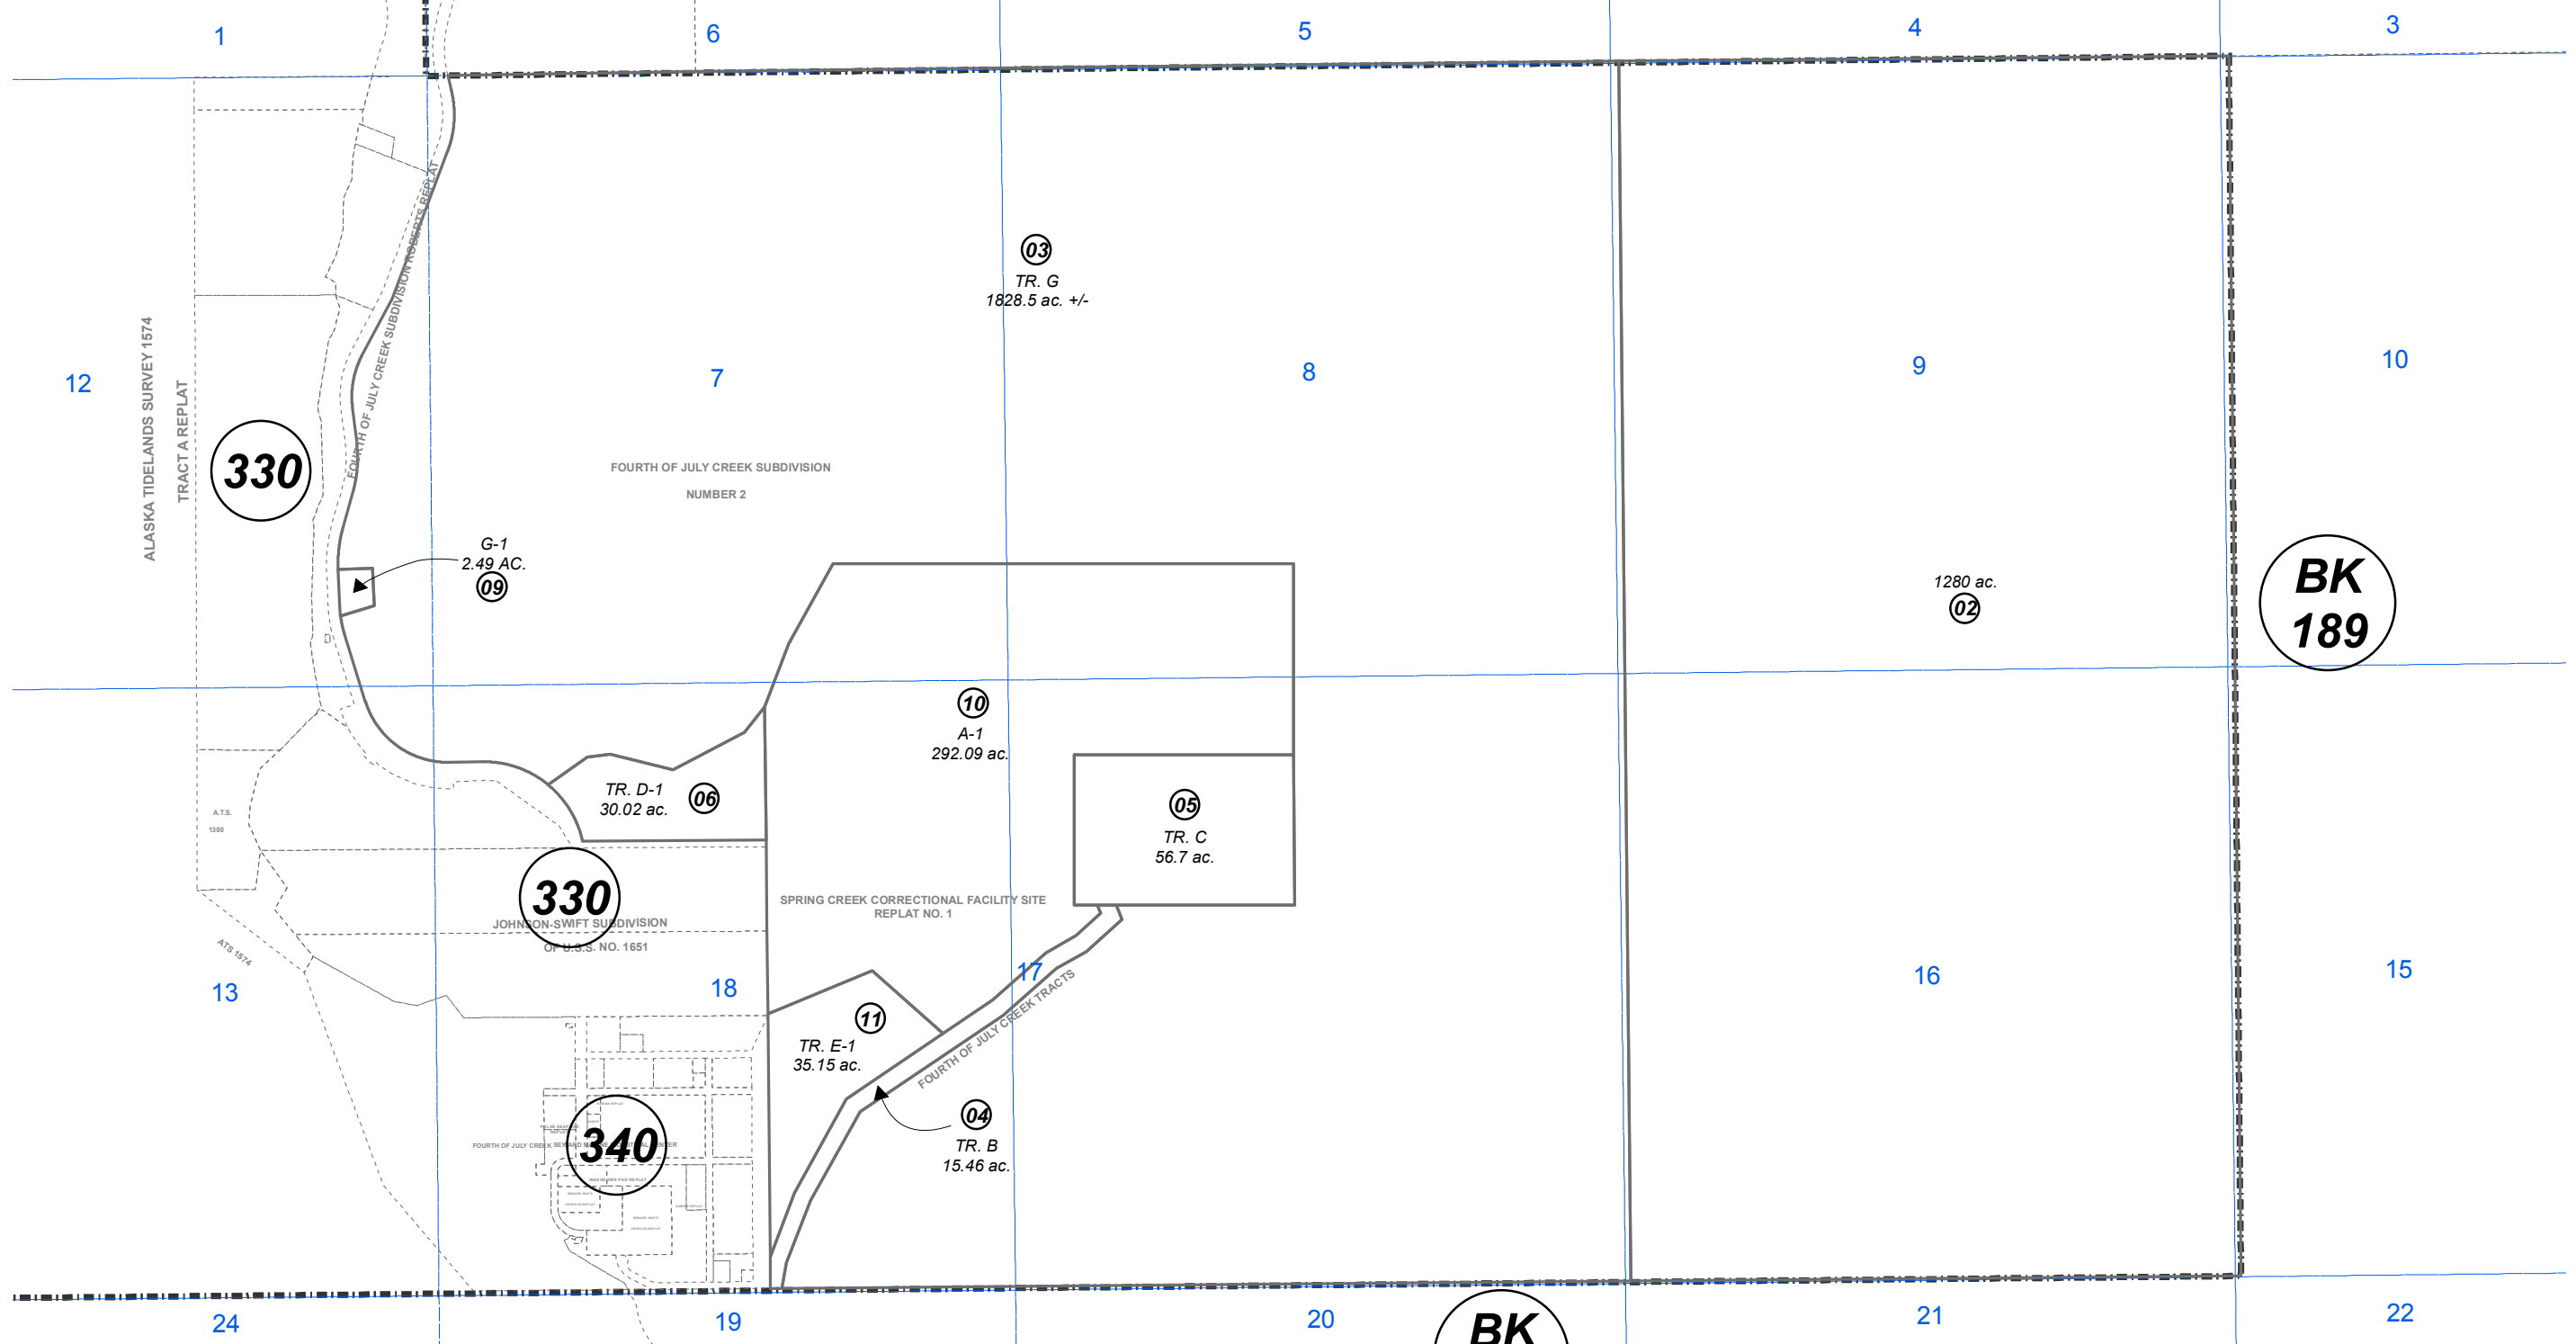 1
6
5
4
3
03
TR. G
1828.5 ac. +/-
12
7
8
9
10
ALASKA TIDELANDS SURVEY 1574
TRACT A REPLAT
330
FOURTH OF JULY CREEK SUBDIVISION ROBERTS REPLAT
FOURTH OF JULY CREEK SUBDIVISION
NUMBER 2
G-1
2.49 AC.
09
1280 ac.
02
BK
189
10
A-1
292.09 ac.
TR. D-1
30.02 ac.
06
05
TR. C
56.7 ac.
A.T.S.
1380
330
JOHNSON-SWIFT SUBDIVISION
OF U.S.S. NO. 1651
SPRING CREEK CORRECTIONAL FACILITY SITE
REPLAT NO. 1
ATS 1574
13
18
17
16
15
FOURTH OF JULY CREEK TRACTS
11
TR. E-1
35.15 ac.
04
TR. B
15.46 ac.
340
FOURTH OF JULY CREEK
24
19
20
21
22
BK